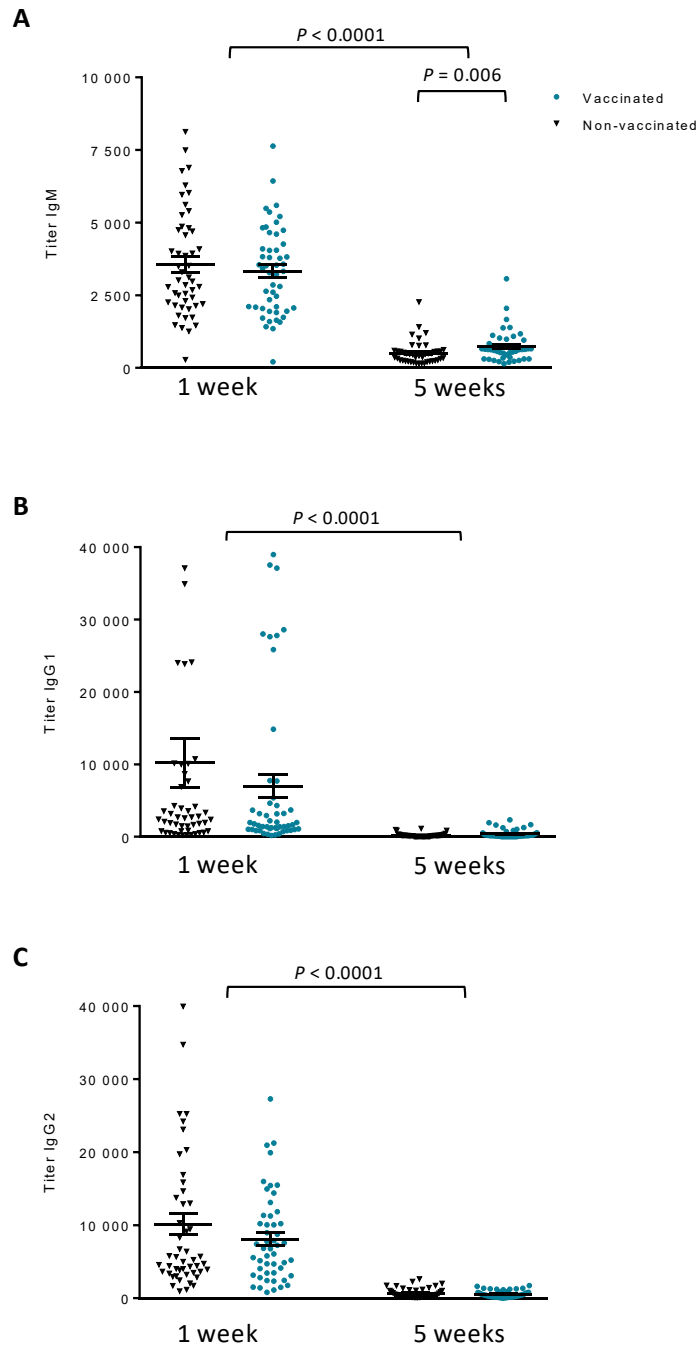 A
P < 0.0001
P = 0.006
10 000
7 500
5 000
2 500
0
Titer IgM
Vaccinated
Non-vaccinated
1 week
5 weeks
B
P < 0.0001
40 000
30 000
20 000
10 000
0
Titer IgG1
1 week
5 weeks
C
P < 0.0001
40 000
30 000
20 000
10 000
0
Titer IgG2
1 week
5 weeks